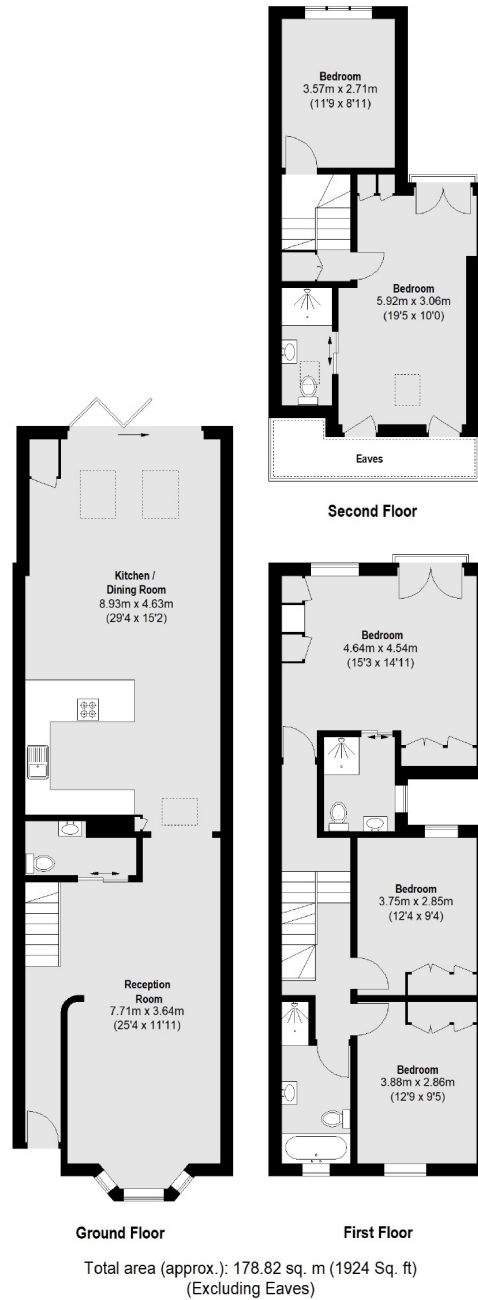 Bedroom
3.57m x 2.71m
(11'9 x 8'11)
Bedroom
5.92m x 3.06m
(19'5 x 10'0)
Eaves
Second Floor
Kitchen /
Dining Room
8.93m x 4.63m
(29'4 x 15'2)
Reception
Room
7.71m x 3.64m
(25'4 x 11'11)
Ground Floor
Bedroom
4.64m x 4.54m
(15'3 x 14'11)
Bedroom
3.75m x 2.85m
(12'4 x 9'4)
Bedroom
3.88m x 2.86m
(12'9 x 9'5)
First Floor
Total area (approx.): 178.82 sq. m (1924 Sq. ft)
(Excluding Eaves)